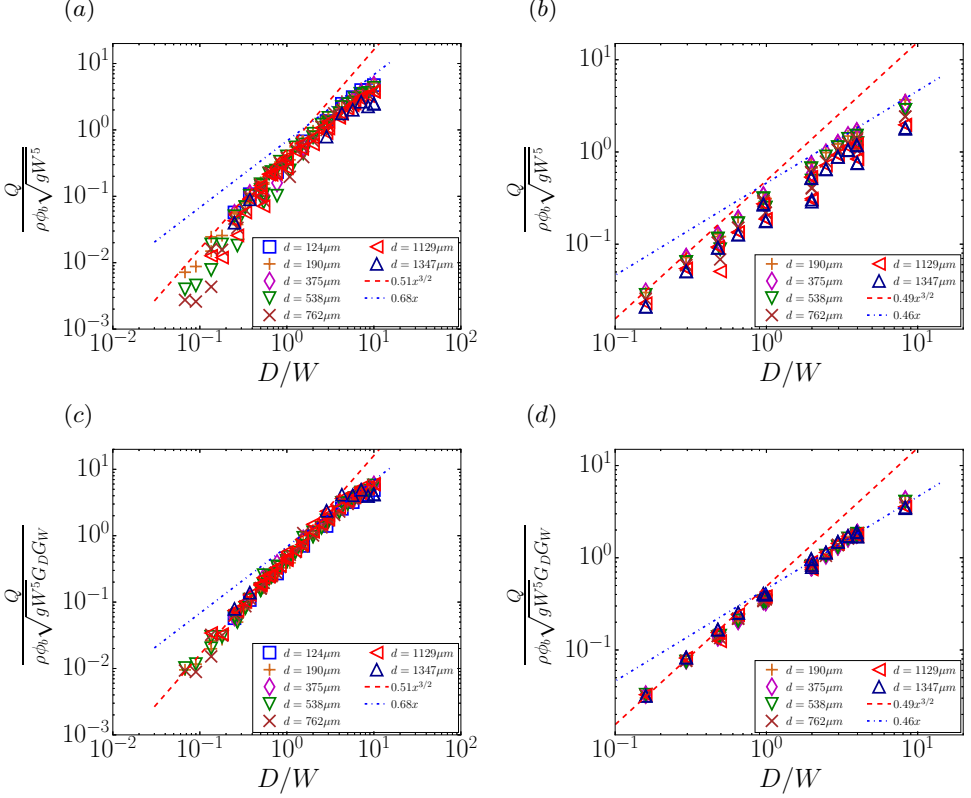 (a)
10^1
10^0
10^{-1}
10^{-2}
10^{-3}
Q
ρϕ_b√gW^5
d = 124μm
d = 190μm
d = 375μm
d = 538μm
d = 762μm
d = 1129μm
d = 1347μm
0.51x^{3/2}
0.68x
10^{-2} 10^{-1} 10^0 10^1 10^2
D/W
(b)
10^1
10^0
10^{-1}
Q
ρϕ_b√gW^5
d = 190μm
d = 375μm
d = 538μm
d = 762μm
d = 1129μm
d = 1347μm
0.49x^{3/2}
0.46x
10^{-1} 10^0 10^1
D/W
(c)
10^1
10^0
10^{-1}
10^{-2}
10^{-3}
Q
ρϕ_b√gW^5G_DG_W
d = 124μm
d = 190μm
d = 375μm
d = 538μm
d = 762μm
d = 1129μm
d = 1347μm
0.51x^{3/2}
0.68x
10^{-2} 10^{-1} 10^0 10^1 10^2
D/W
(d)
10^1
10^0
10^{-1}
Q
ρϕ_b√gW^5G_DG_W
d = 190μm
d = 375μm
d = 538μm
d = 762μm
d = 1129μm
d = 1347μm
0.49x^{3/2}
0.46x
10^{-1} 10^0 10^1
D/W